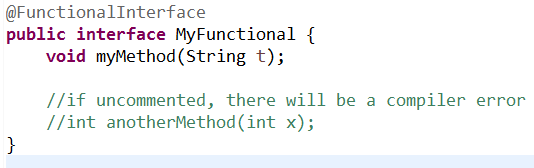 @FunctionalInterface
public interface MyFunctional {
    void myMethod(String t);

    //if uncommented, there will be a compiler error
    //int anotherMethod(int x);
}